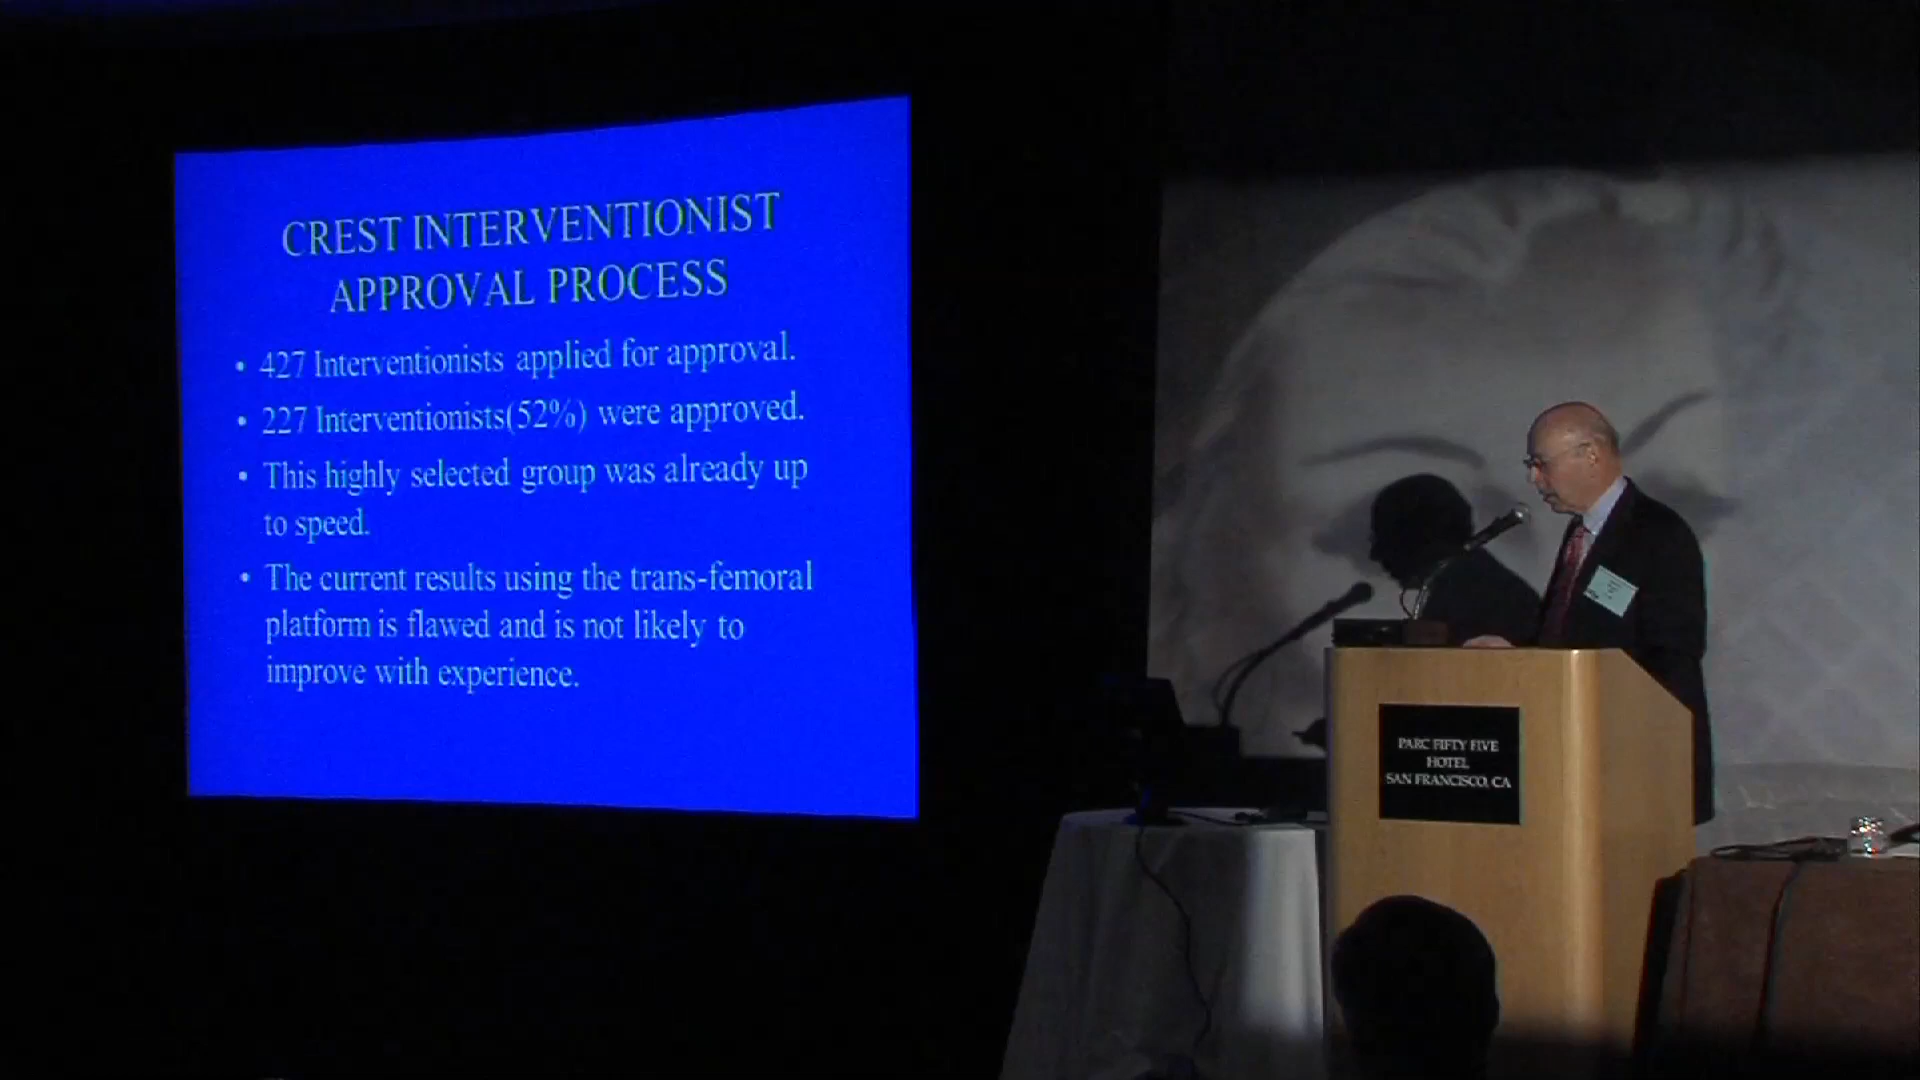 CREST INTERVENTIONIST
APPROVAL PROCESS
• 427 Interventionists applied for approval.
• 227 Interventionists(52%) were approved.
• This highly selected group was already up
to speed.
• The current results using the trans-femoral
platform is flawed and is not likely to
improve with experience.
PARC FIFTY FIVE
HOTEL
SAN FRANCISCO, CA